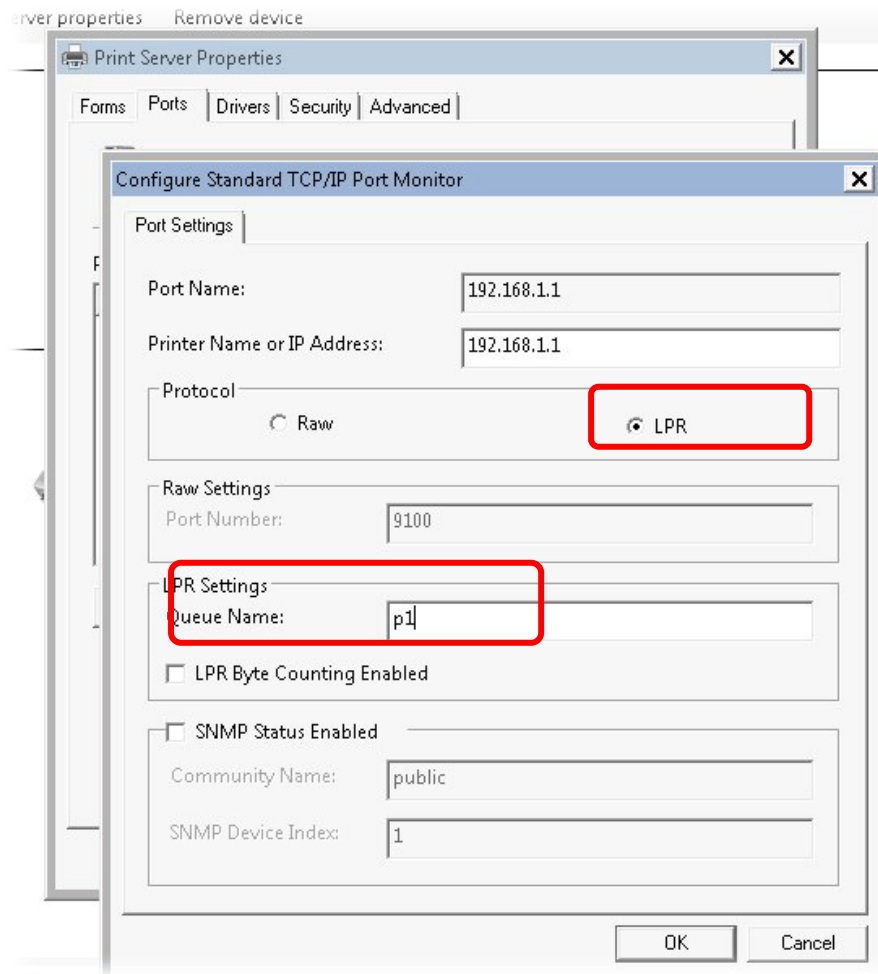 erver properties Remove device
Print Server Properties
Forms Ports Drivers Security Advanced
Configure Standard TCP/IP Port Monitor
Port Settings
Port Name: 192.168.1.1
Printer Name or IP Address: 192.168.1.1
Protocol
Raw LPR
Raw Settings
Port Number: 9100
LPR Settings
Queue Name: p1
LPR Byte Counting Enabled
SNMP Status Enabled
Community Name: public
SNMP Device Index: 1
OK Cancel